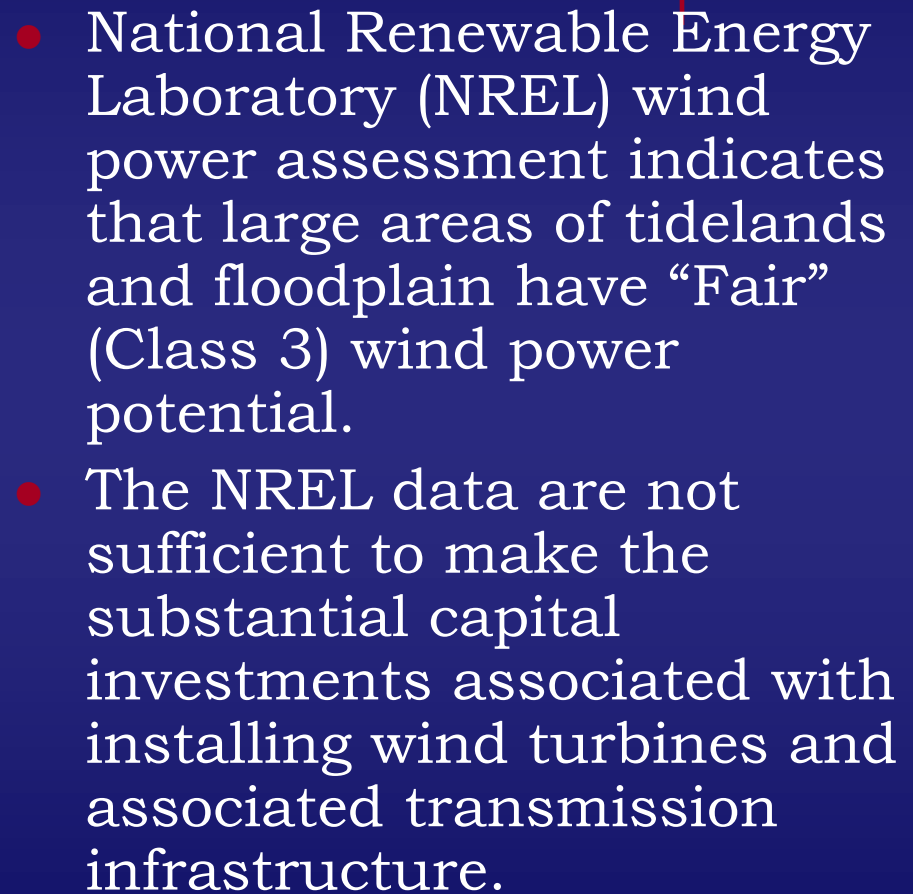 ● National Renewable Energy
Laboratory (NREL) wind
power assessment indicates
that large areas of tidelands
and floodplain have “Fair”
(Class 3) wind power
potential.
● The NREL data are not
sufficient to make the
substantial capital
investments associated with
installing wind turbines and
associated transmission
infrastructure.